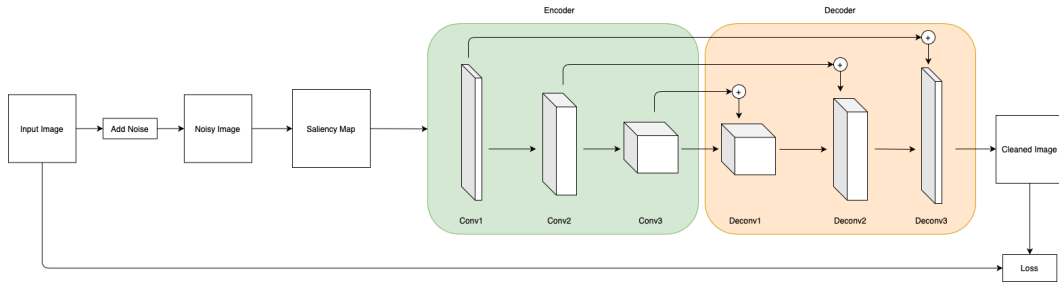 Encoder
Decoder
+
+
+
Input Image
Add Noise
Noisy Image
Saliency Map
Cleaned Image
Conv1
Conv2
Conv3
Deconv1
Deconv2
Deconv3
Loss